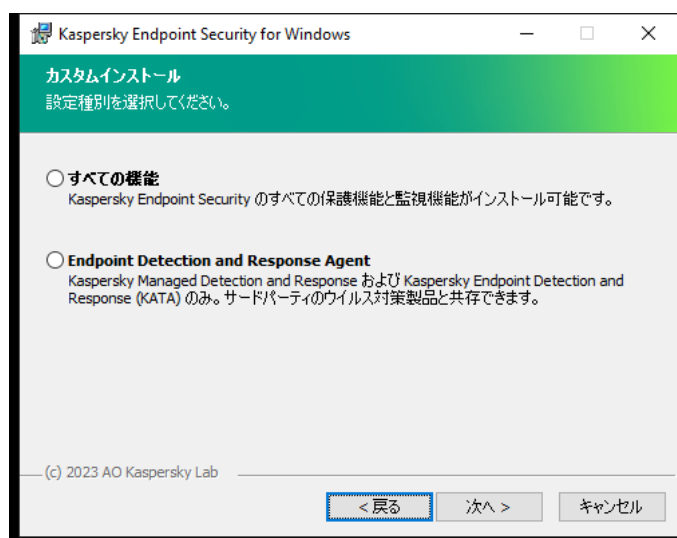 Kaspersky Endpoint Security for Windows
カスタムインストール
設定種別を選択してください。
すべての機能
Kaspersky Endpoint Security のすべての保護機能と監視機能がインストール可能です。
Endpoint Detection and Response Agent
Kaspersky Managed Detection and Response および Kaspersky Endpoint Detection and
Response (KATA) のみ。サードパーティのウイルス対策製品と共存できます。
(c) 2023 AO Kaspersky Lab
< 戻る 次へ > キャンセル